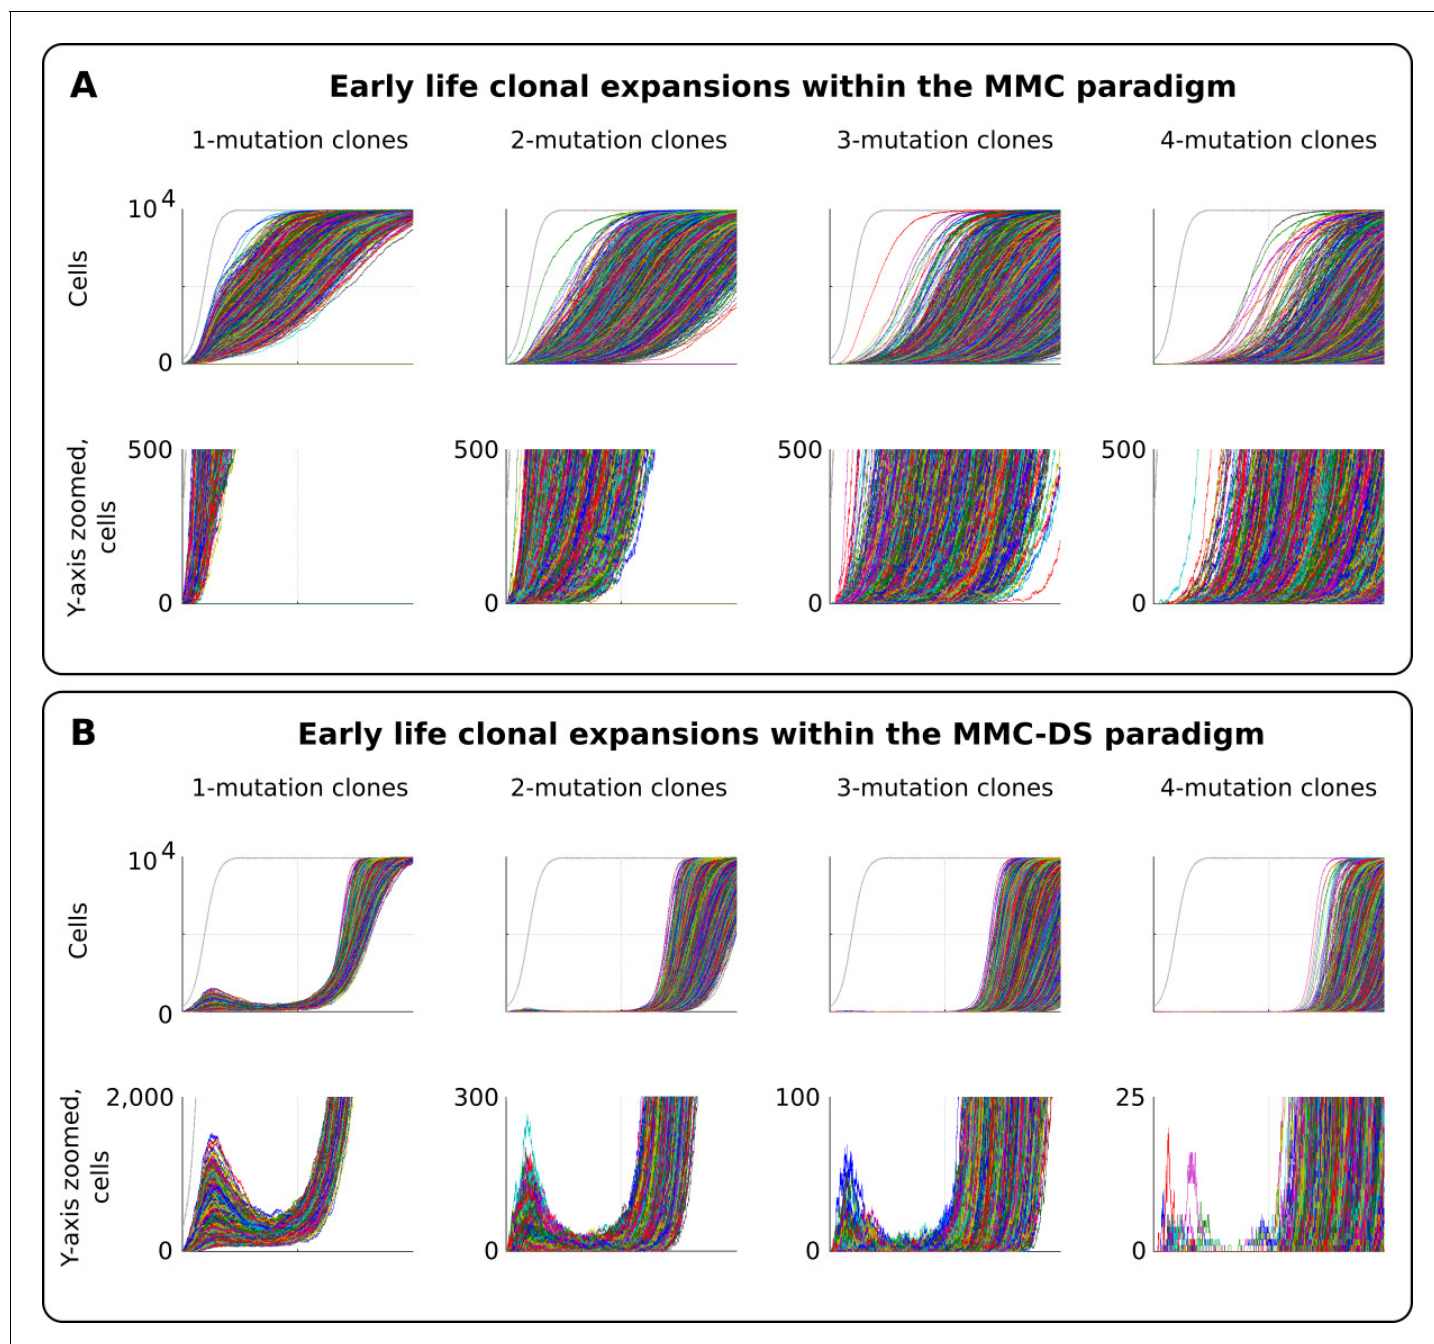 A
Early life clonal expansions within the MMC paradigm
1-mutation clones
2-mutation clones
3-mutation clones
4-mutation clones
10^4
Cells
0
Y-axis zoomed,
cells
500
0
500
0
500
0
500
0
B
Early life clonal expansions within the MMC-DS paradigm
1-mutation clones
2-mutation clones
3-mutation clones
4-mutation clones
10^4
Cells
0
Y-axis zoomed,
cells
2,000
0
300
0
100
0
25
0